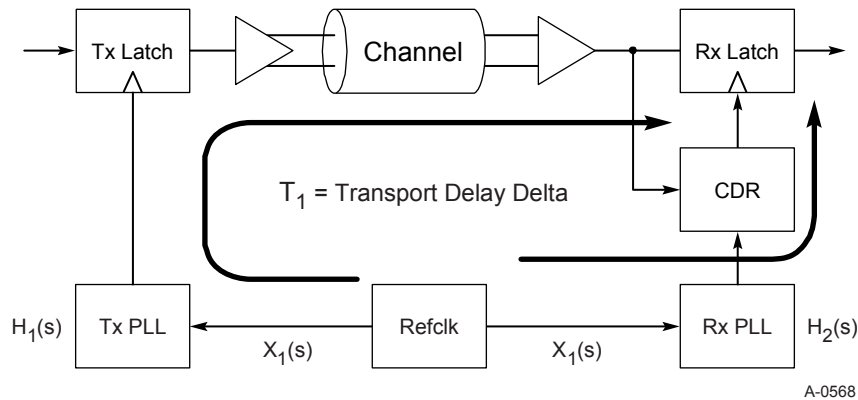 Tx Latch
Channel
Rx Latch
T1 = Transport Delay Delta
CDR
H1(s)
Tx PLL
X1(s)
Refclk
X1(s)
Rx PLL
H2(s)
A-0568